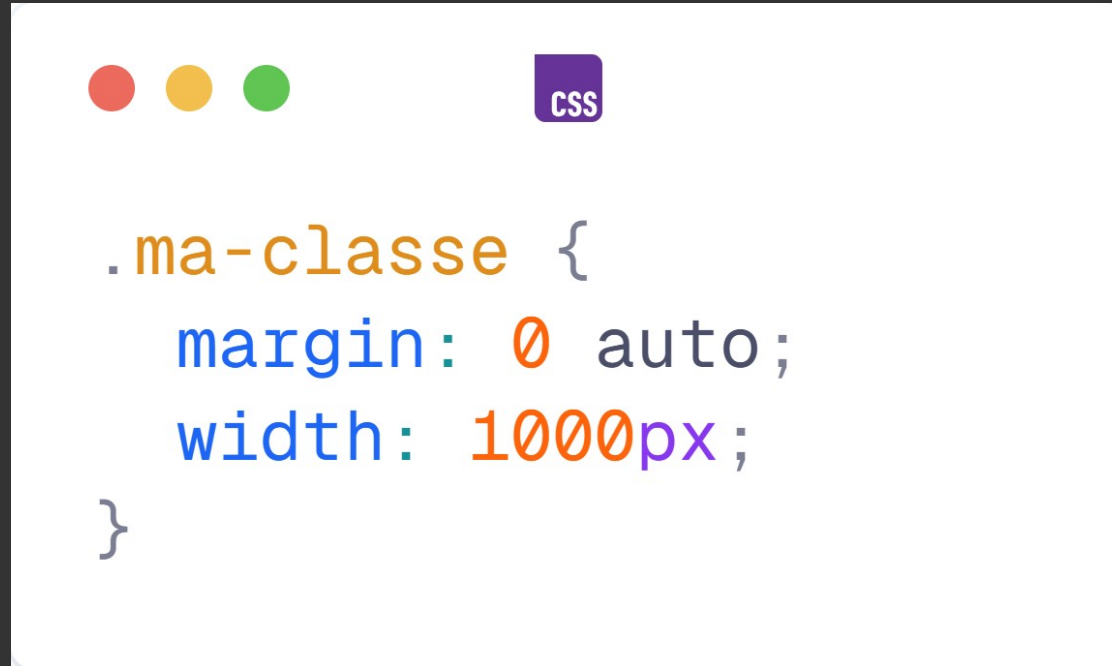 CSS
.ma-classe {
  margin: 0 auto;
  width: 1000px;
}